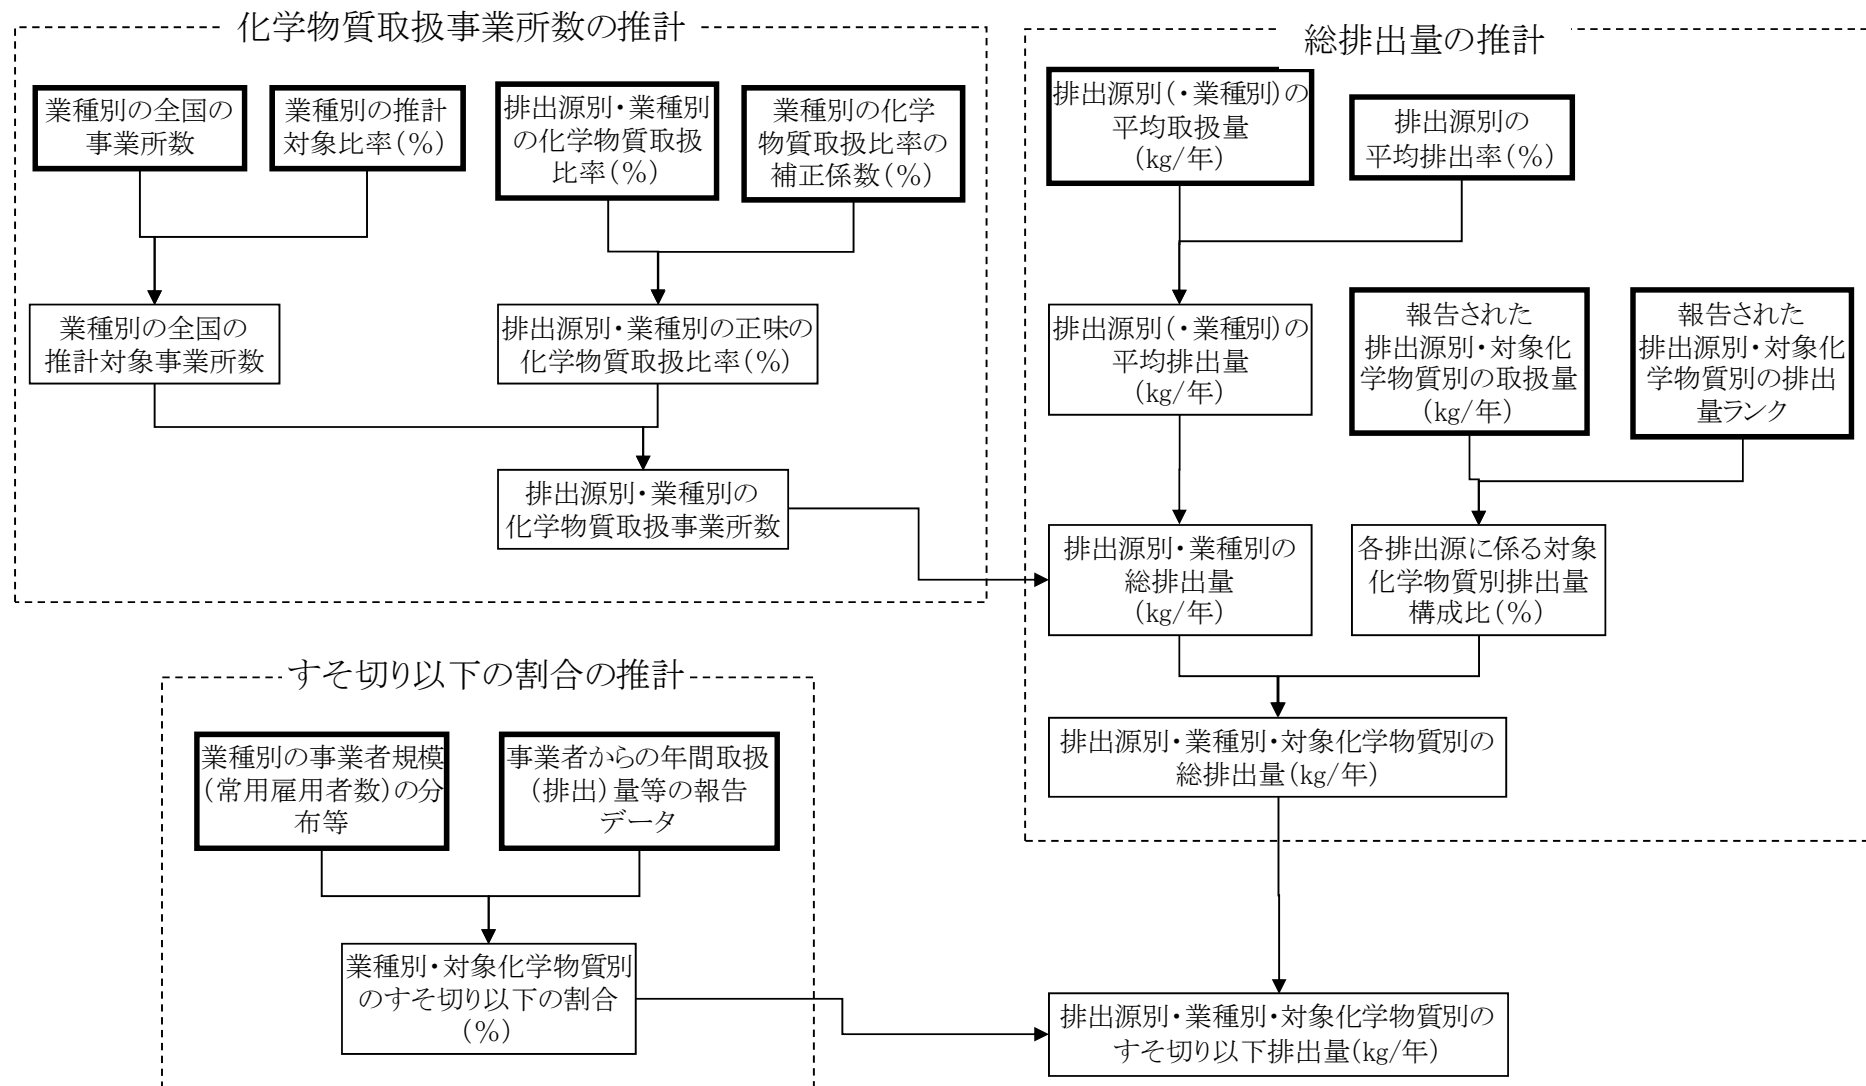 化学物質取扱事業所数の推計
業種別の全国の
事業所数
業種別の推計
対象比率(%)
排出源別・業種別
の化学物質取扱
比率(%)
業種別の化学
物質取扱比率の
補正係数(%)
業種別の全国の
推計対象事業所数
排出源別・業種別の正味の
化学物質取扱比率(%)
排出源別・業種別の
化学物質取扱事業所数
総排出量の推計
排出源別(・業種別)の
平均取扱量
(kg/年)
排出源別の
平均排出率(%)
排出源別(・業種別)の
平均排出量
(kg/年)
報告された
排出源別・対象化
学物質別の取扱量
(kg/年)
報告された
排出源別・対象化
学物質別の排出
量ランク
排出源別・業種別の
総排出量
(kg/年)
各排出源に係る対象
化学物質別排出量
構成比(%)
排出源別・業種別・対象化学物質別の
総排出量(kg/年)
すそ切り以下の割合の推計
業種別の事業者規模
(常用雇用者数)の分
布等
事業者からの年間取扱
(排出)量等の報告
データ
業種別・対象化学物質別
のすそ切り以下の割合
(%)
排出源別・業種別・対象化学物質別の
すそ切り以下排出量(kg/年)